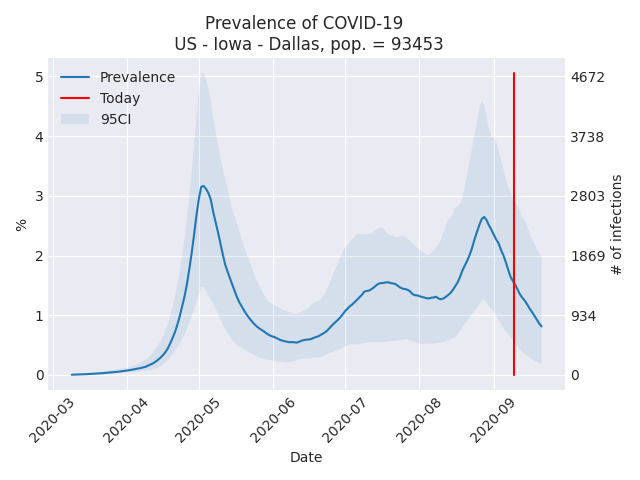 Prevalence of COVID-19
US - Iowa - Dallas, pop. = 93453
Prevalence
Today
95CI
%
5
4
3
2
1
0
4672
3738
2803
1869
934
0
# of infections
2020-03
2020-04
2020-05
2020-06
2020-07
2020-08
2020-09
Date